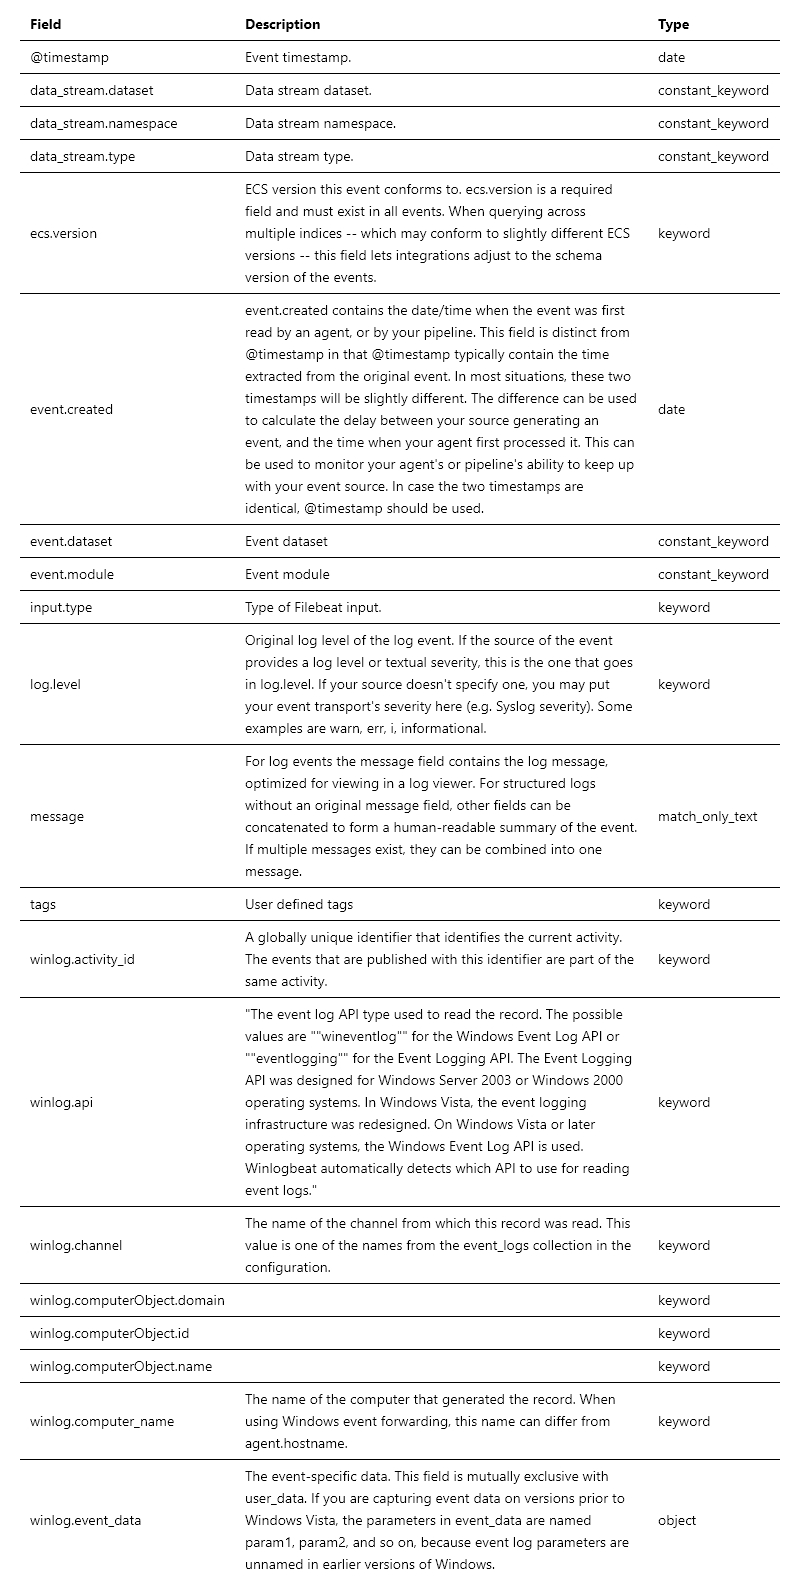 Field Description Type
@timestamp Event timestamp. date
data_stream.dataset Data stream dataset. constant_keyword
data_stream.namespace Data stream namespace. constant_keyword
data_stream.type Data stream type. constant_keyword
ECS version this event conforms to. ecs.version is a required
field and must exist in all events. When querying across
ecs.version multiple indices -- which may conform to slightly different ECS keyword
versions -- this field lets integrations adjust to the schema
version of the events.
event.created contains the date/time when the event was first
read by an agent, or by your pipeline. This field is distinct from
@timestamp in that @timestamp typically contain the time
extracted from the original event. In most situations, these two
event.created timestamps will be slightly different. The difference can be used date
to calculate the delay between your source generating an
event, and the time when your agent first processed it. This can
be used to monitor your agent's or pipeline's ability to keep up
with your event source. In case the two timestamps are
identical, @timestamp should be used.
event.dataset Event dataset constant_keyword
event.module Event module constant_keyword
input.type Type of Filebeat input. keyword
Original log level of the log event. If the source of the event
provides a log level or textual severity, this is the one that goes
log.level in log.level. If your source doesn't specify one, you may put keyword
your event transport's severity here (e.g. Syslog severity). Some
examples are warn, err, i, informational.
For log events the message field contains the log message,
optimized for viewing in a log viewer. For structured logs
without an original message field, other fields can be
message concatenated to form a human-readable summary of the event. match_only_text
If multiple messages exist, they can be combined into one
message.
tags User defined tags keyword
A globally unique identifier that identifies the current activity.
winlog.activity_id The events that are published with this identifier are part of the keyword
same activity.
"The event log API type used to read the record. The possible
values are ""wineventlog"" for the Windows Event Log API or
""eventlogging"" for the Event Logging API. The Event Logging
API was designed for Windows Server 2003 or Windows 2000
winlog.api operating systems. In Windows Vista, the event logging keyword
infrastructure was redesigned. On Windows Vista or later
operating systems, the Windows Event Log API is used.
Winlogbeat automatically detects which API to use for reading
event logs."
The name of the channel from which this record was read. This
winlog.channel value is one of the names from the event_logs collection in the keyword
configuration.
winlog.computerObject.domain keyword
winlog.computerObject.id keyword
winlog.computerObject.name keyword
The name of the computer that generated the record. When
winlog.computer_name using Windows event forwarding, this name can differ from keyword
agent.hostname.
The event-specific data. This field is mutually exclusive with
user_data. If you are capturing event data on versions prior to
winlog.event_data Windows Vista, the parameters in event_data are named object
param1, param2, and so on, because event log parameters are
unnamed in earlier versions of Windows.